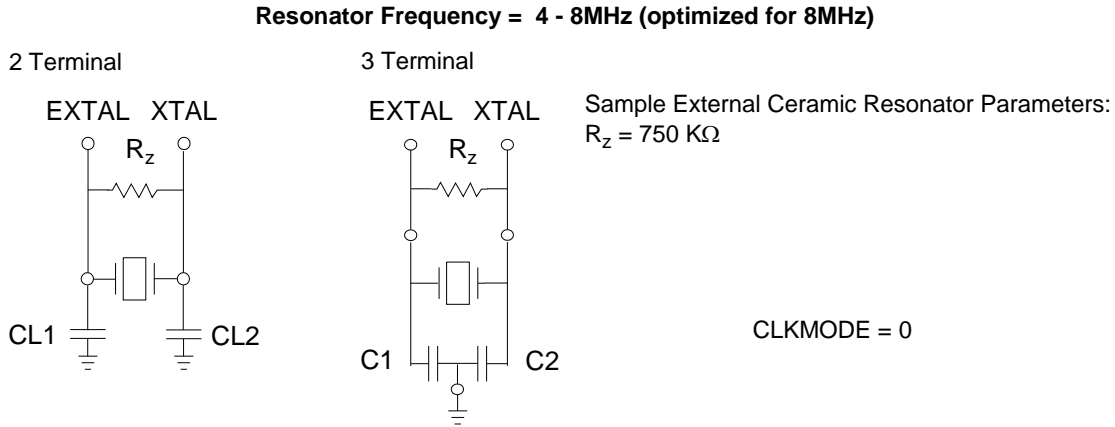 Resonator Frequency = 4 - 8MHz (optimized for 8MHz)
2 Terminal
3 Terminal
EXTAL XTAL
EXTAL XTAL
Sample External Ceramic Resonator Parameters:
Rz = 750 KΩ
Rz
Rz
CL1
CL2
CLKMODE = 0
C1
C2